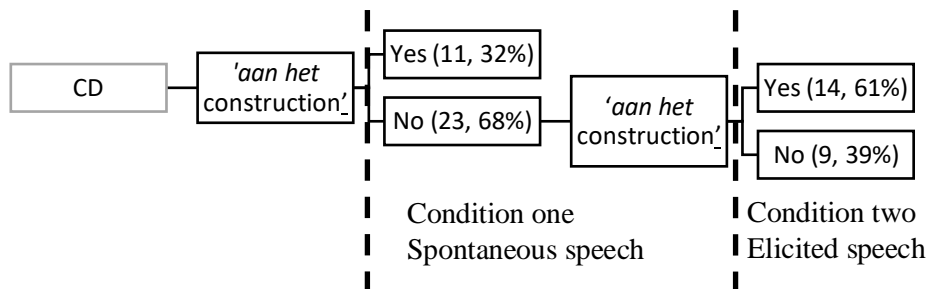 CD
'aan het
construction'
Yes (11, 32%)
No (23, 68%)
‘aan het
construction’
Yes (14, 61%)
No (9, 39%)
Condition one
Spontaneous speech
Condition two
Elicited speech